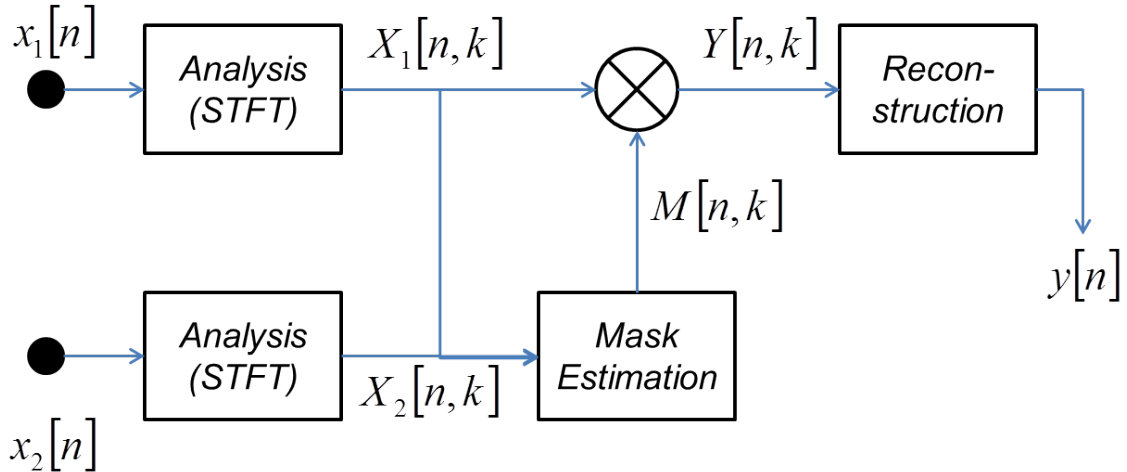 x₁[n]
Analysis
(STFT)
X₁[n,k]
Y[n,k]
Recon-
struction
M[n,k]
y[n]
Analysis
(STFT)
X₂[n,k]
Mask
Estimation
x₂[n]